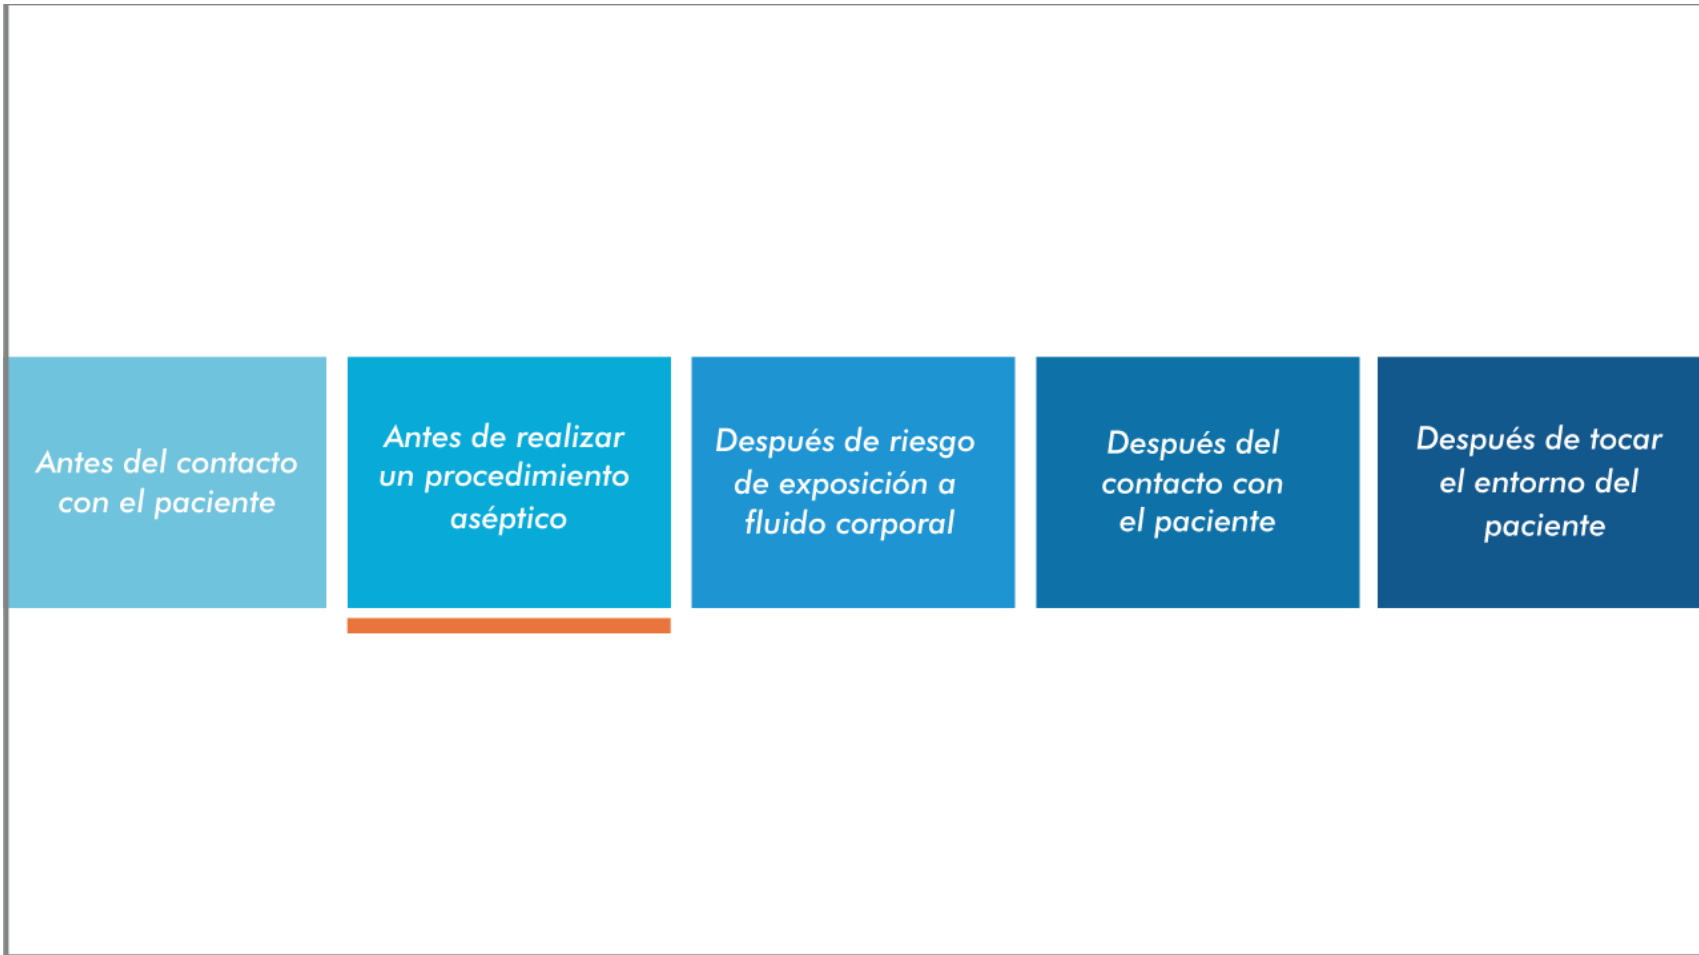 Antes del contacto
con el paciente
Antes de realizar
un procedimiento
aséptico
Después de riesgo
de exposición a
fluido corporal
Después del
contacto con
el paciente
Después de tocar
el entorno del
paciente